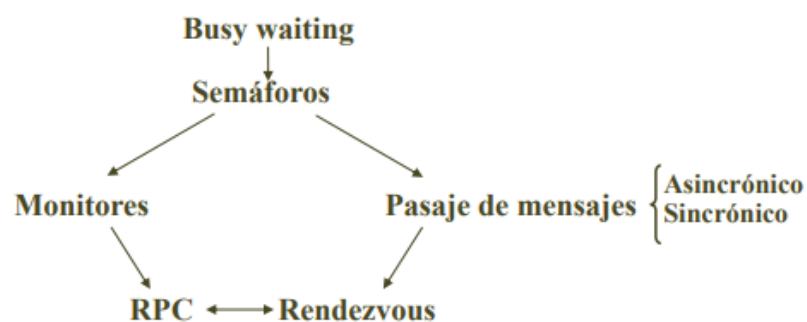 Busy waiting
Semáforos
Monitores
Pasaje de mensajes
Asincrónico
Sincrónico
RPC
Rendezvous